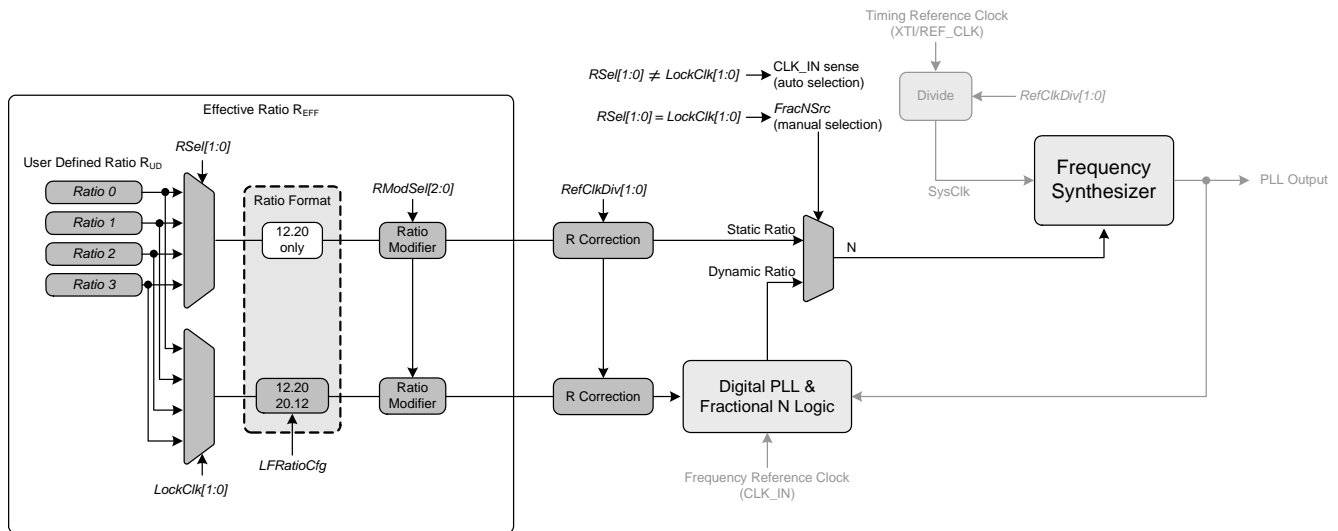 Timing Reference Clock
(XTI/REF_CLK)
RSel[1:0] ≠ LockClk[1:0]
CLK_IN sense
(auto selection)
Divide
RefClkDiv[1:0]
Effective Ratio REFF
RSel[1:0] = LockClk[1:0]
FracNSrc
(manual selection)
User Defined Ratio RUD
RSel[1:0]
Ratio 0
Ratio 1
Ratio 2
Ratio 3
Ratio Format
12.20
only
RModSel[2:0]
Ratio
Modifier
RefClkDiv[1:0]
R Correction
Static Ratio
Dynamic Ratio
N
SysClk
Frequency
Synthesizer
PLL Output
12.20
20.12
Ratio
Modifier
R Correction
Digital PLL &
Fractional N Logic
LFRatioCfg
LockClk[1:0]
Frequency Reference Clock
(CLK_IN)